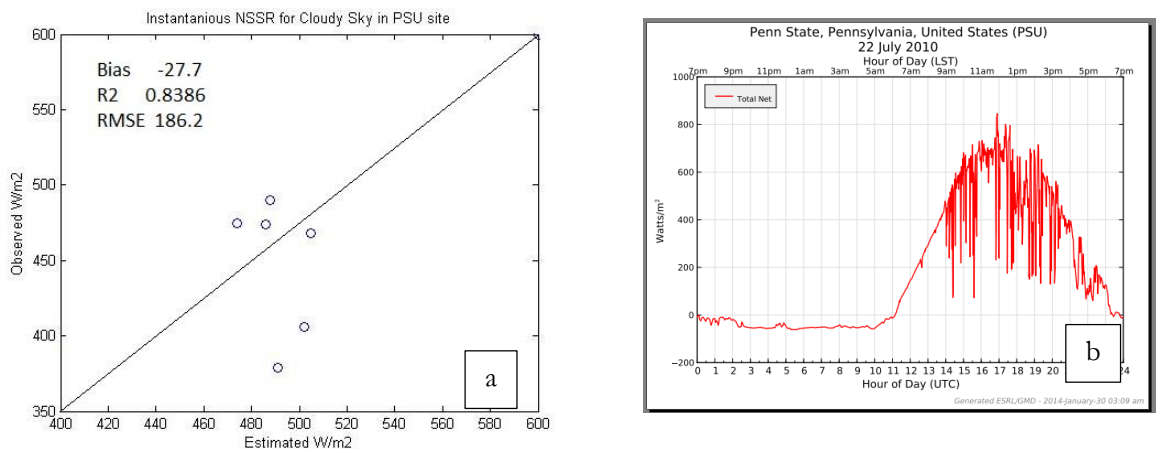 Instantanious NSSR for Cloudy Sky in PSU site
600
550
500
450
400
350
Observed W/m2
Bias -27.7
R2 0.8386
RMSE 186.2
a
400 420 440 460 480 500 520 540 560 580 600
Estimated W/m2
Penn State, Pennsylvania, United States (PSU)
22 July 2010
Hour of Day (LST)
7pm 9pm 11pm 1am 3am 5am 7am 9am 11am 1pm 3pm 5pm 7pm
1000
800
600
400
200
0
−200
Watts/m²
Total Net
b
0 1 2 3 4 5 6 7 8 9 10 11 12 13 14 15 16 17 18 19 20 24
Hour of Day (UTC)
Generated ESRL/GMD - 2014-January-30 03:09 am